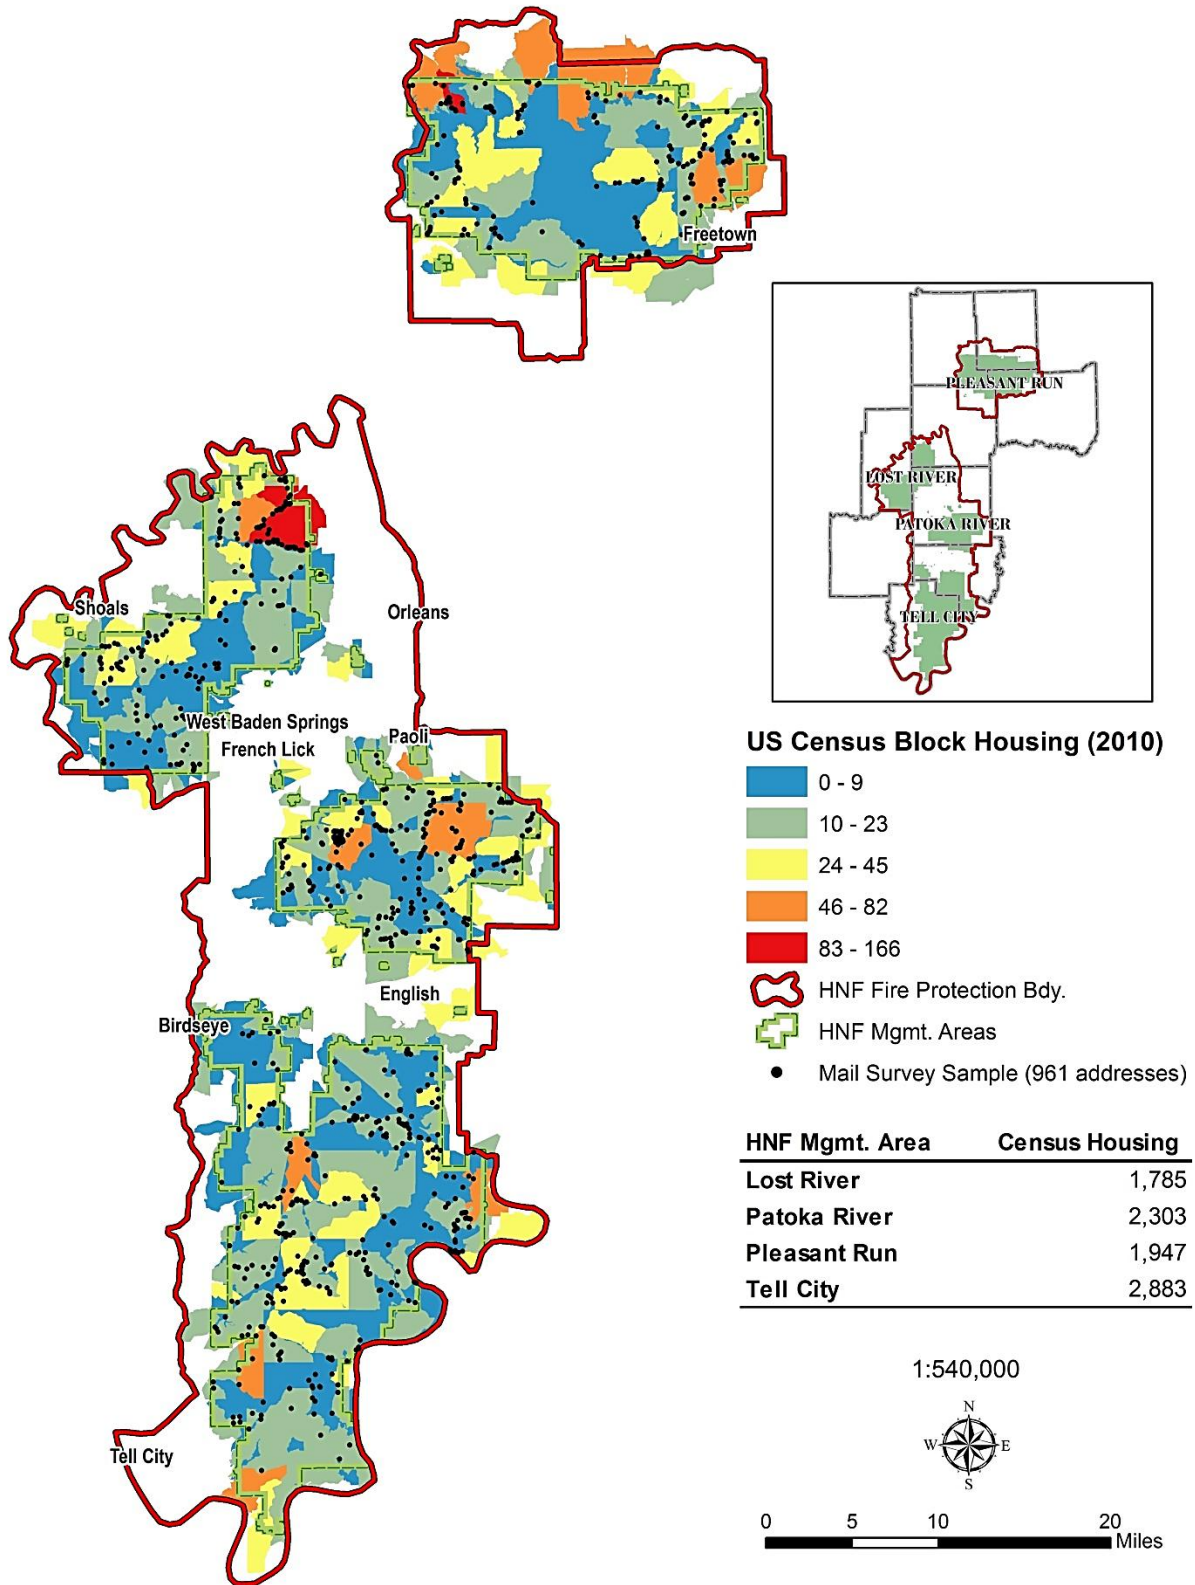 Freetown
PLEASANT RUN
LOST RIVER
PATOKA RIVER
TELL CITY
Shoals
Orleans
West Baden Springs
French Lick
Paoli
English
Birdseye
Tell City
US Census Block Housing (2010)
0 - 9
10 - 23
24 - 45
46 - 82
83 - 166
HNF Fire Protection Bdy.
HNF Mgmt. Areas
Mail Survey Sample (961 addresses)
HNF Mgmt. Area Census Housing
Lost River 1,785
Patoka River 2,303
Pleasant Run 1,947
Tell City 2,883
1:540,000
N
W E
S
0 5 10 20
Miles